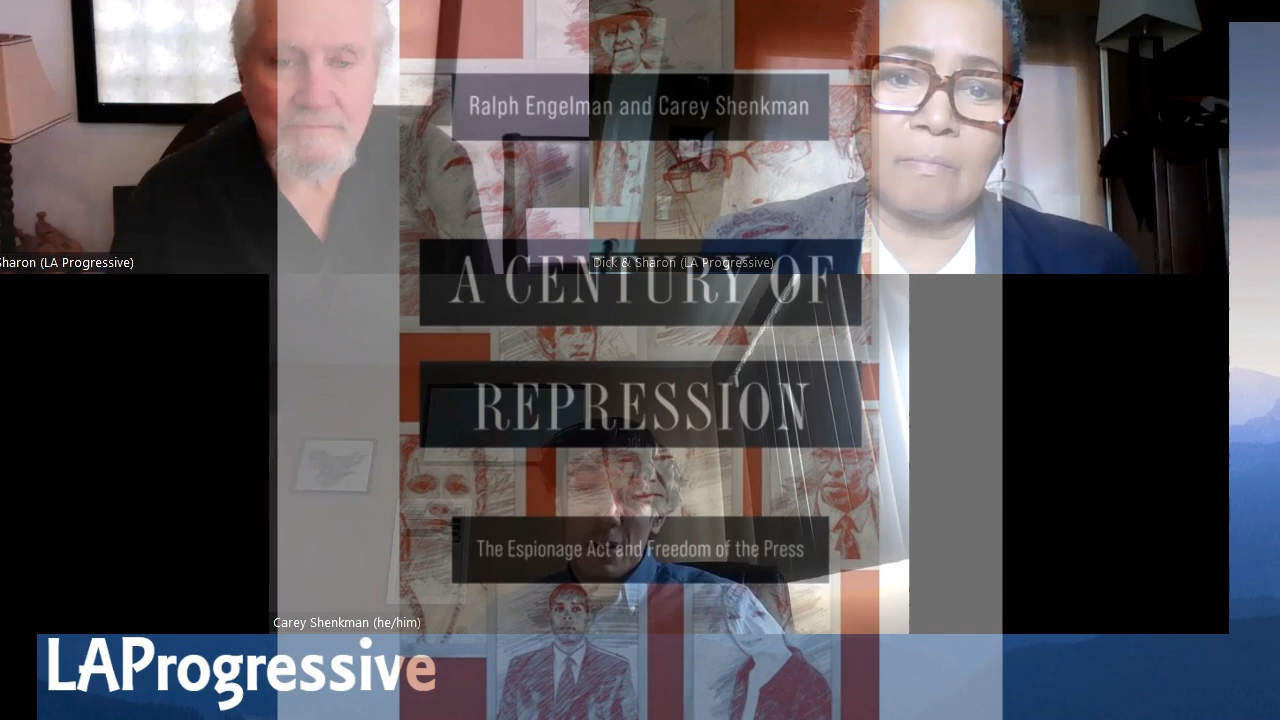 Ralph Engelman and Carey Shenkman
Sharon (LA Progressive)
Dick & Sharon (LA Progressive)
A CENTURY OF
REPRESSION
The Espionage Act and Freedom of the Press
Carey Shenkman (he/him)
LAProgressive